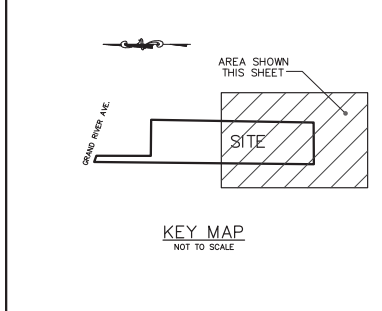 AREA SHOWN
THIS SHEET
GRAND RIVER AVE.
SITE
KEY MAP
NOT TO SCALE